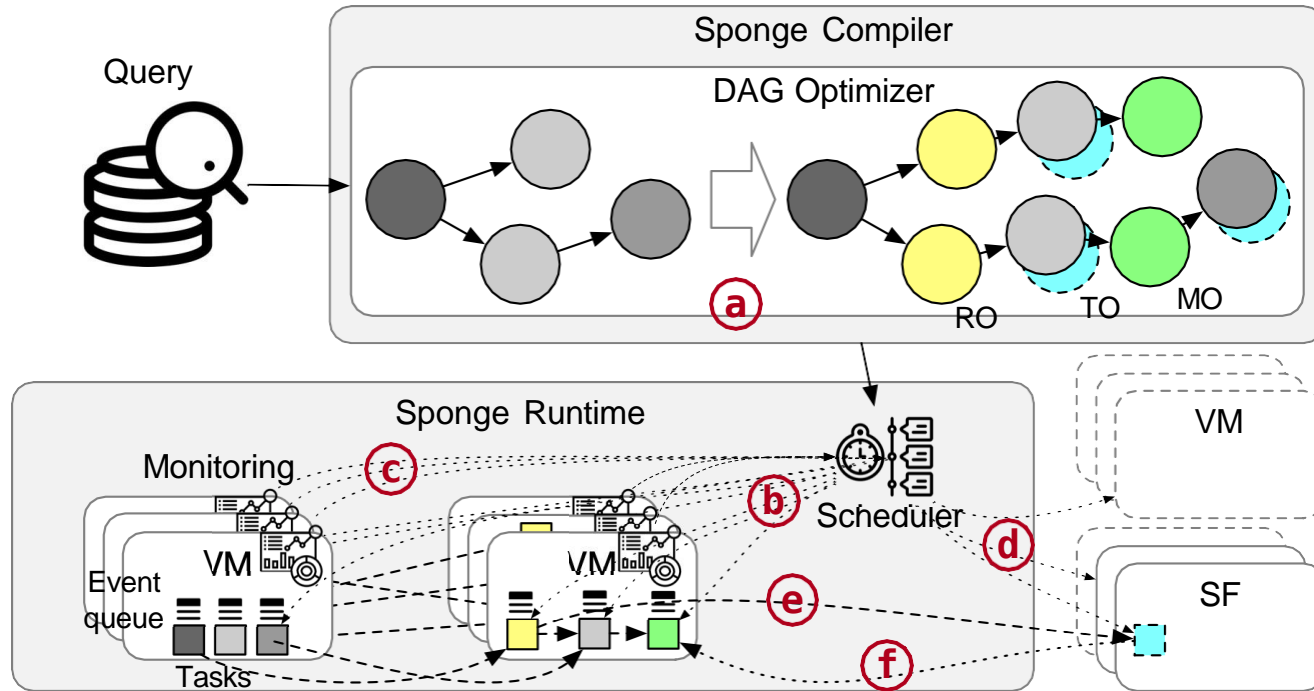 Sponge Compiler
Query
DAG Optimizer
a
RO
TO
MO
Sponge Runtime
VM
Monitoring
c
b
Scheduler
d
VM
VM
SF
Event
queue
e
f
Tasks